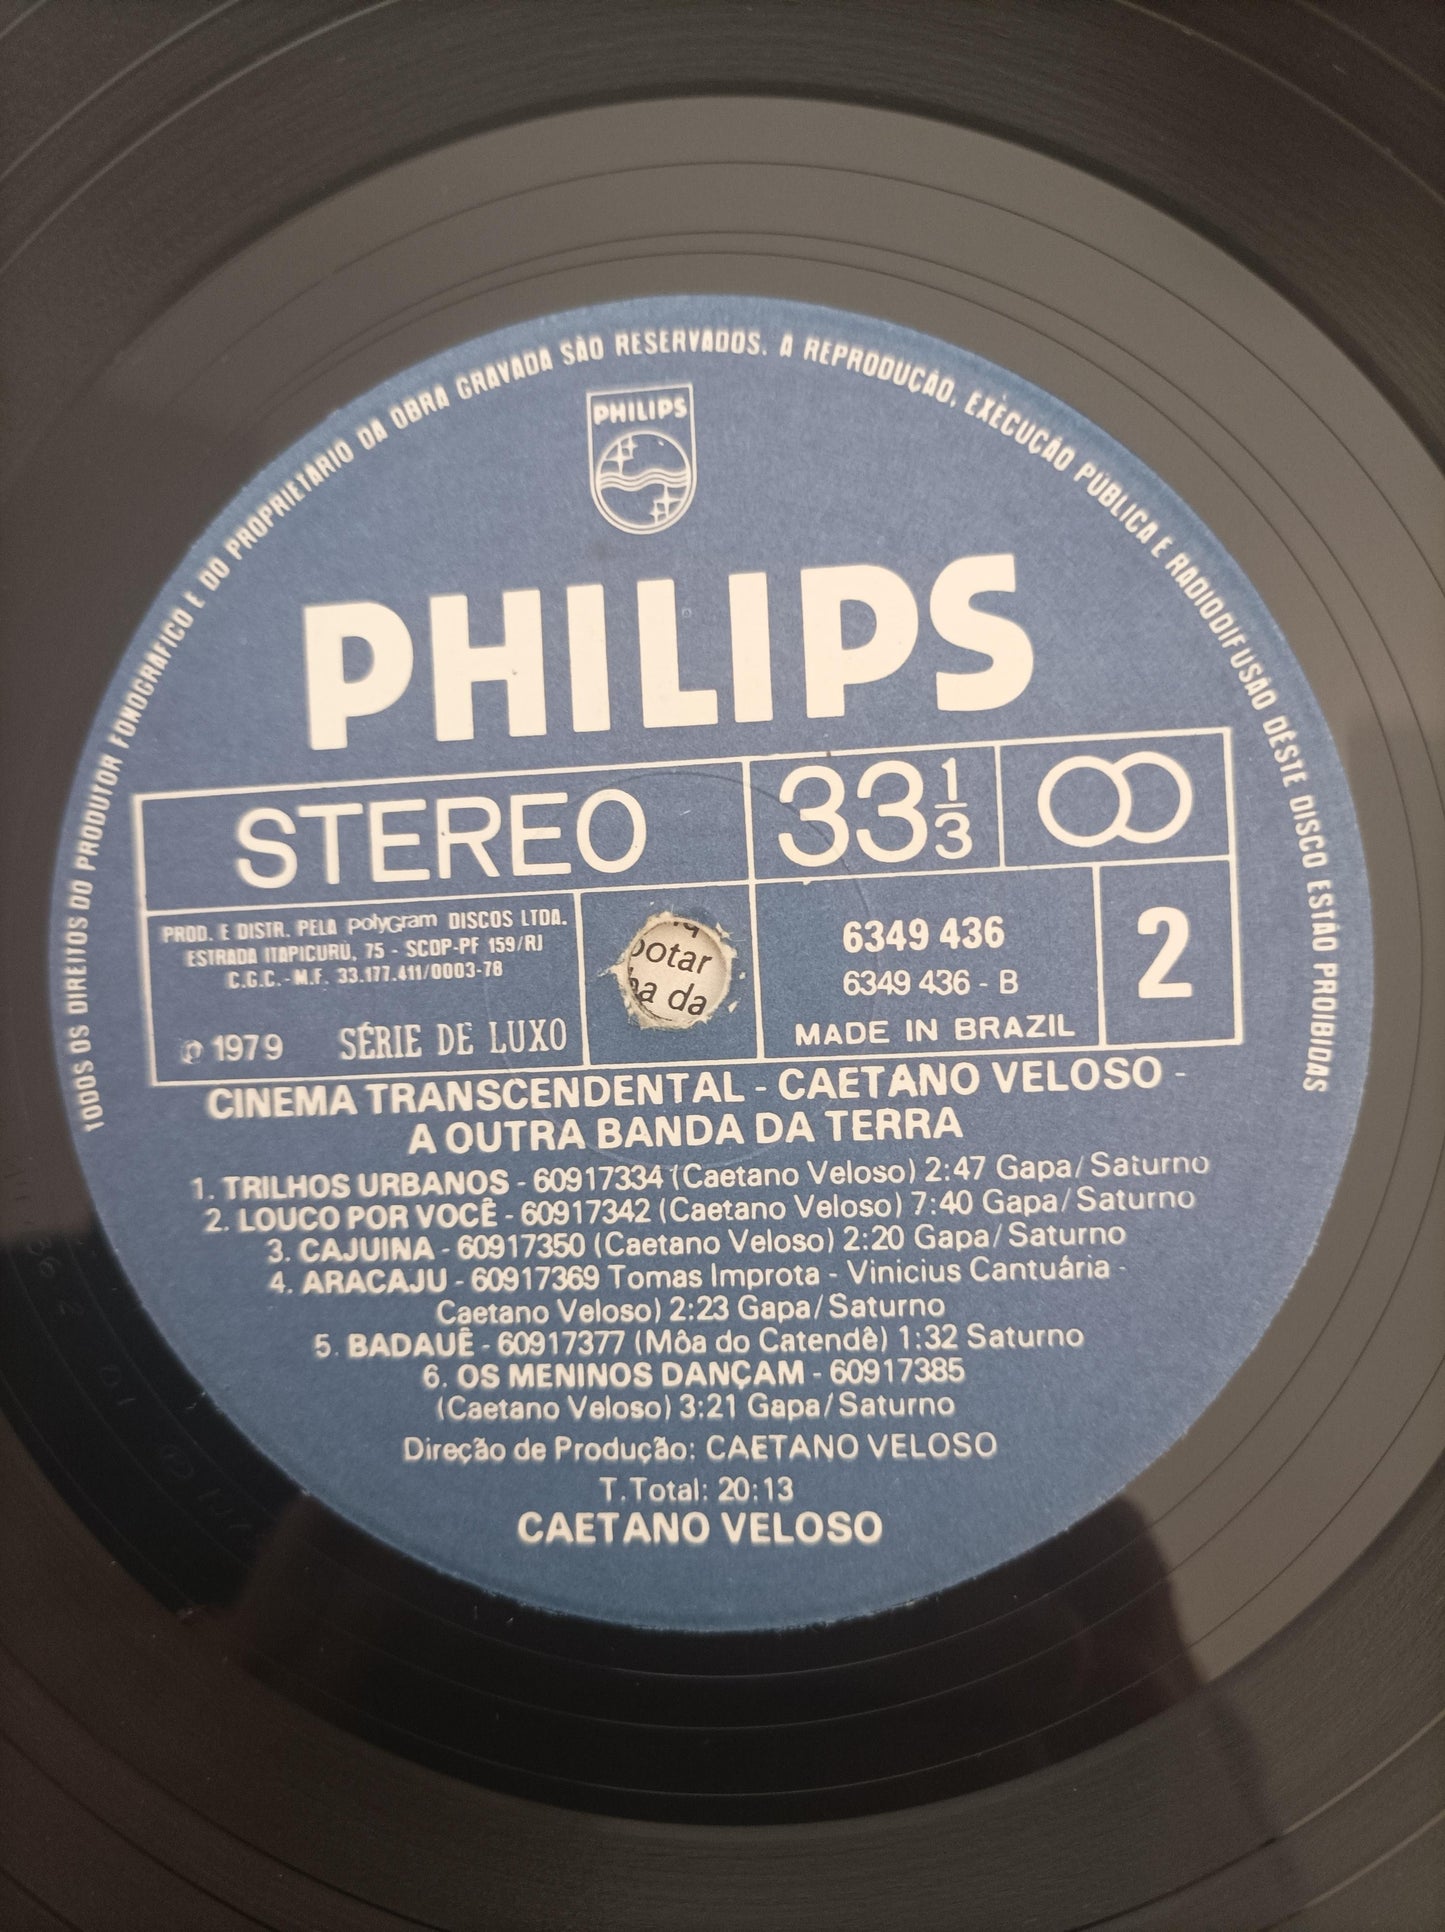 TODOS OS DIREITOS DO PRODUTOR FONOGRÁFICO E DO PROPRIETÁRIO DA OBRA GRAVADA SÃO RESERVADOS. A REPRODUÇÃO, EXECUÇÃO PÚBLICA E RADIODIFUSÃO DESTE DISCO ESTÃO PROIBIDAS
PHILIPS
PHILIPS
STEREO
33 1/3
PROD. E DISTR. PELA polyGram DISCOS LTDA.
ESTRADA ITAPICURU, 75 - SCDP-PF 159/RJ
C.G.C. - M.F. 33.177.411/0003-78
℗ 1979 SÉRIE DE LUXO
potar
da
6349 436
6349 436 - B
MADE IN BRAZIL
2
CINEMA TRANSCENDENTAL - CAETANO VELOSO -
A OUTRA BANDA DA TERRA
1. TRILHOS URBANOS - 60917334 (Caetano Veloso) 2:47 Gapa/Saturno
2. LOUCO POR VOCÊ - 60917342 (Caetano Veloso) 7:40 Gapa/Saturno
3. CAJUINA - 60917350 (Caetano Veloso) 2:20 Gapa/Saturno
4. ARACAJU - 60917369 Tomas Improta - Vinicius Cantuária -
Caetano Veloso) 2:23 Gapa/Saturno
5. BADAUÊ - 60917377 (Môa do Catendê) 1:32 Saturno
6. OS MENINOS DANÇAM - 60917385
(Caetano Veloso) 3:21 Gapa/Saturno
Direção de Produção: CAETANO VELOSO
T.Total: 20:13
CAETANO VELOSO